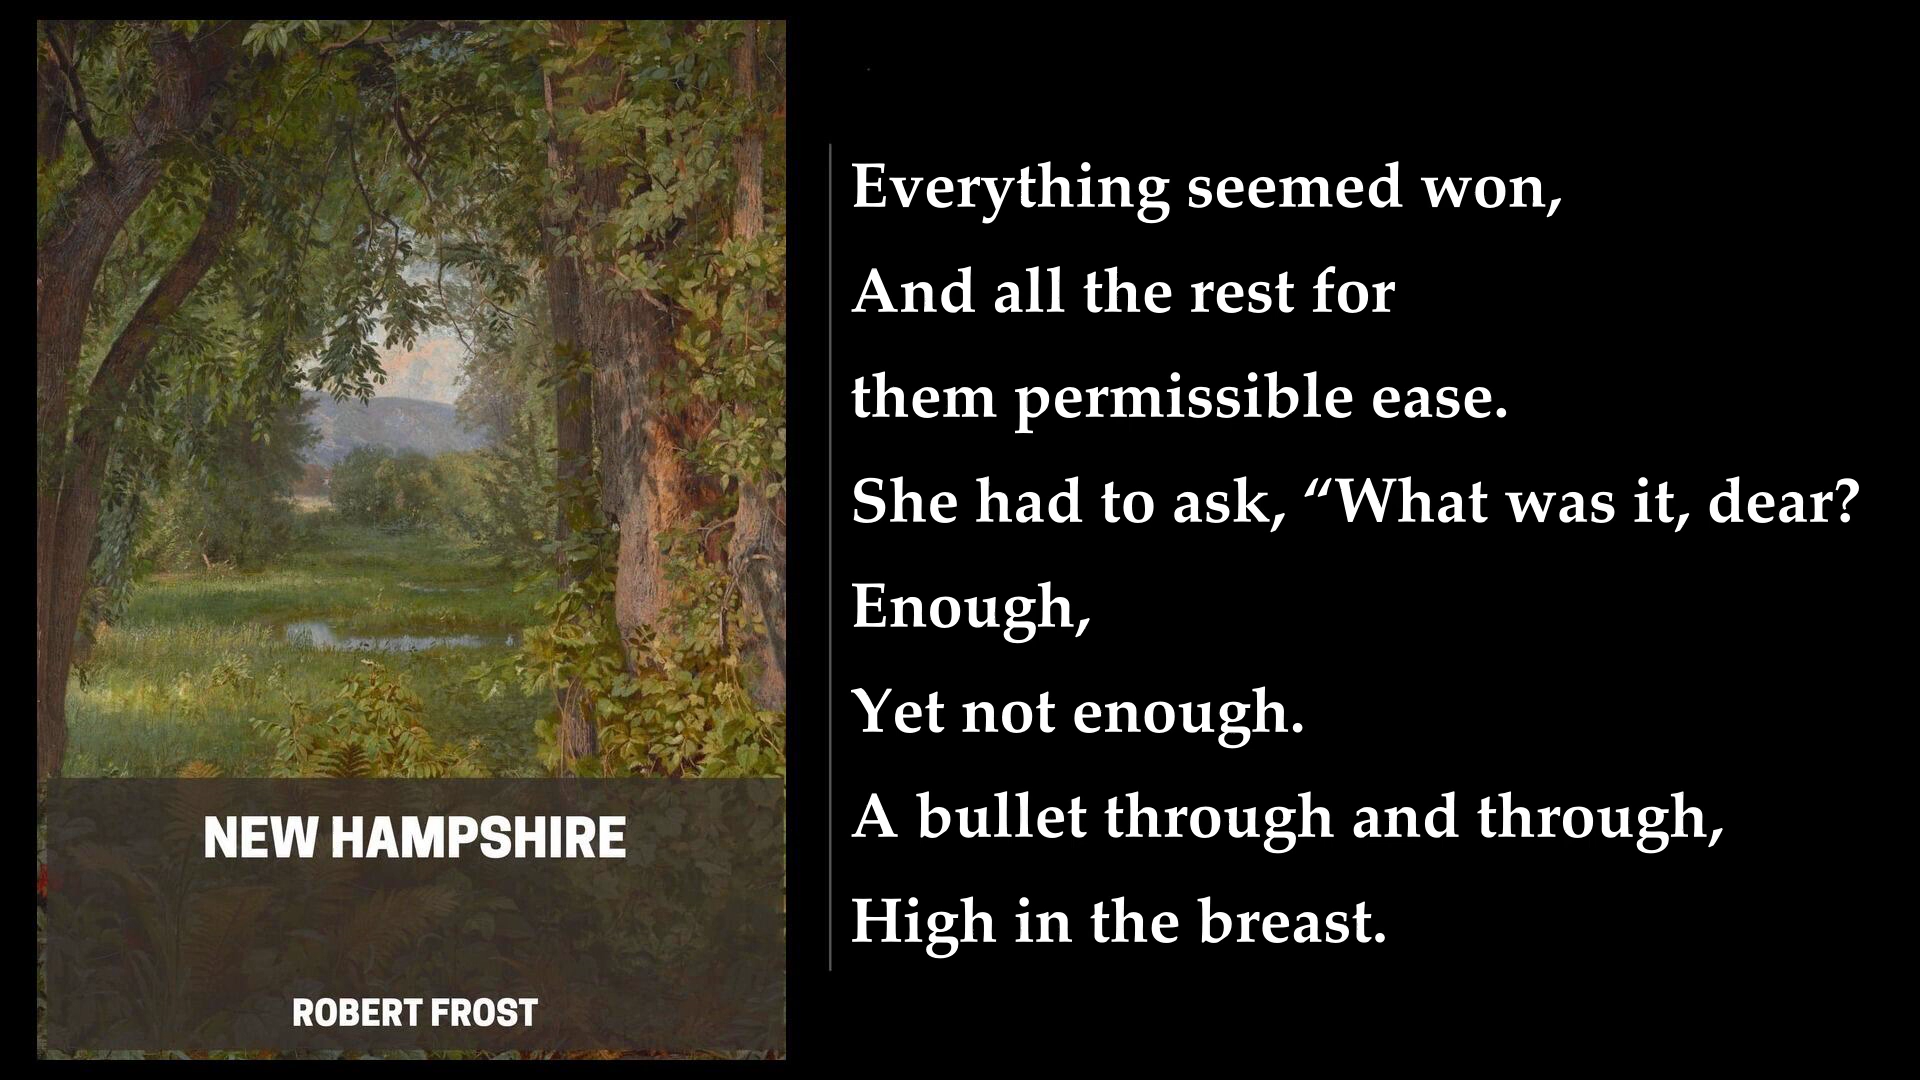 NEW HAMPSHIRE
ROBERT FROST
Everything seemed won,
And all the rest for
them permissible ease.
She had to ask, “What was it, dear?
Enough,
Yet not enough.
A bullet through and through,
High in the breast.